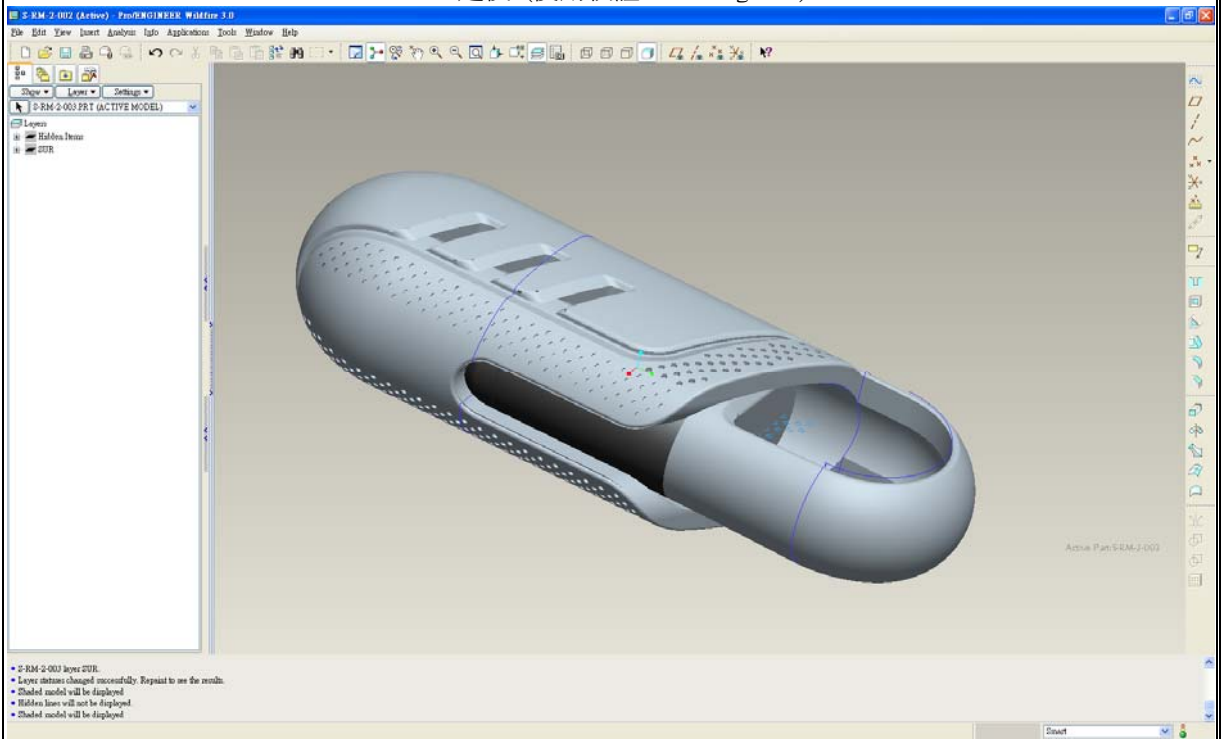 S-RM-2-002 (Active) - Pro/ENGINEER Wildfire 3.0
File Edit View Insert Analysis Info Applications Tools Window Help
Show Layer Settings
S-RM-2-003.PRT (ACTIVE MODEL)
Layers
Hidden Items
SUR
Active Part:S-RM-2-003
S-RM-2-003 layer SUR.
Layer statuses changed successfully. Repaint to see the results.
Shaded model will be displayed
Hidden lines will not be displayed.
Shaded model will be displayed
Smart